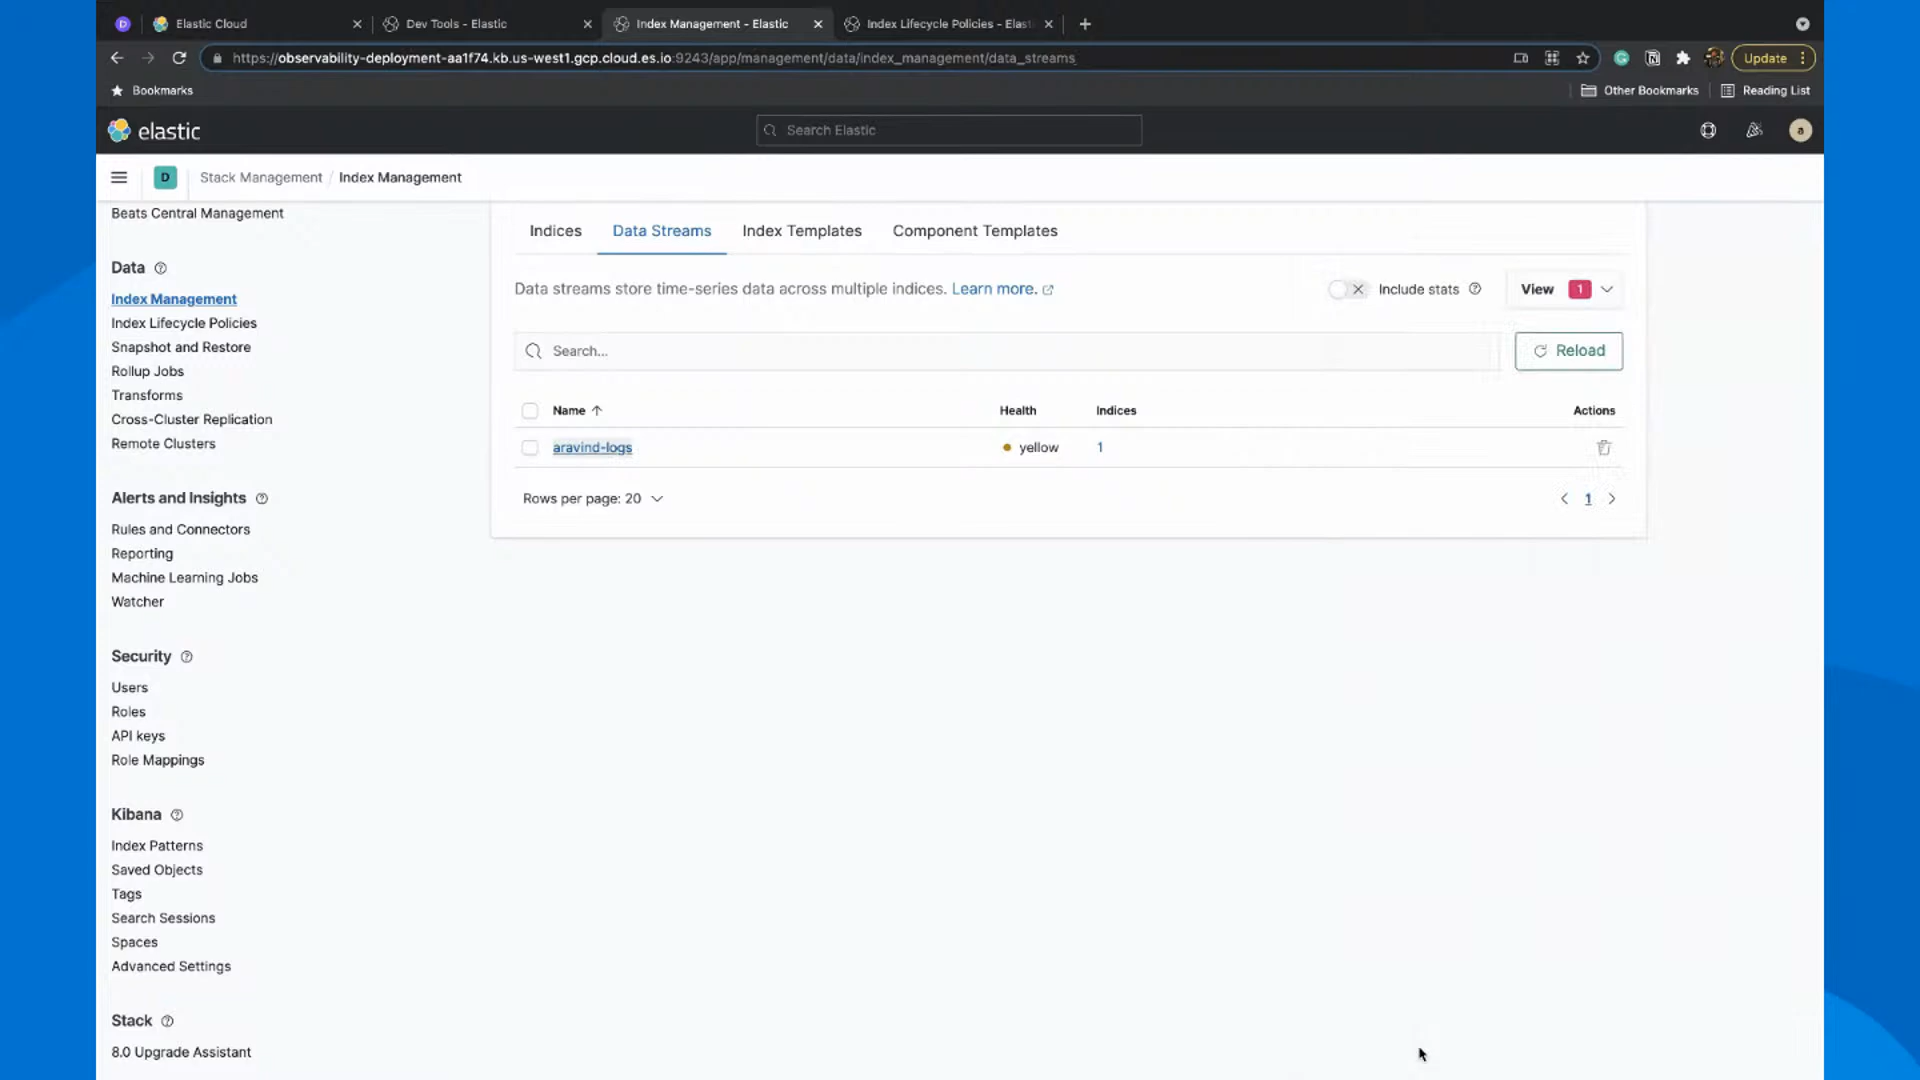 D
Elastic Cloud
Dev Tools - Elastic
Index Management - Elastic
Index Lifecycle Policies - Elast
https://observability-deployment-aa1f74.kb.us-west1.gcp.cloud.es.io:9243/app/management/data/index_management/data_streams
Update
Bookmarks
Other Bookmarks
Reading List
elastic
Search Elastic
a
D
Stack Management / Index Management
Beats Central Management
Data
Index Management
Index Lifecycle Policies
Snapshot and Restore
Rollup Jobs
Transforms
Cross-Cluster Replication
Remote Clusters
Alerts and Insights
Rules and Connectors
Reporting
Machine Learning Jobs
Watcher
Security
Users
Roles
API keys
Role Mappings
Kibana
Index Patterns
Saved Objects
Tags
Search Sessions
Spaces
Advanced Settings
Stack
8.0 Upgrade Assistant
Indices
Data Streams
Index Templates
Component Templates
Data streams store time-series data across multiple indices. Learn more.
Include stats
View 1
Search...
Reload
Name
Health
Indices
Actions
aravind-logs
yellow
1
Rows per page: 20
1